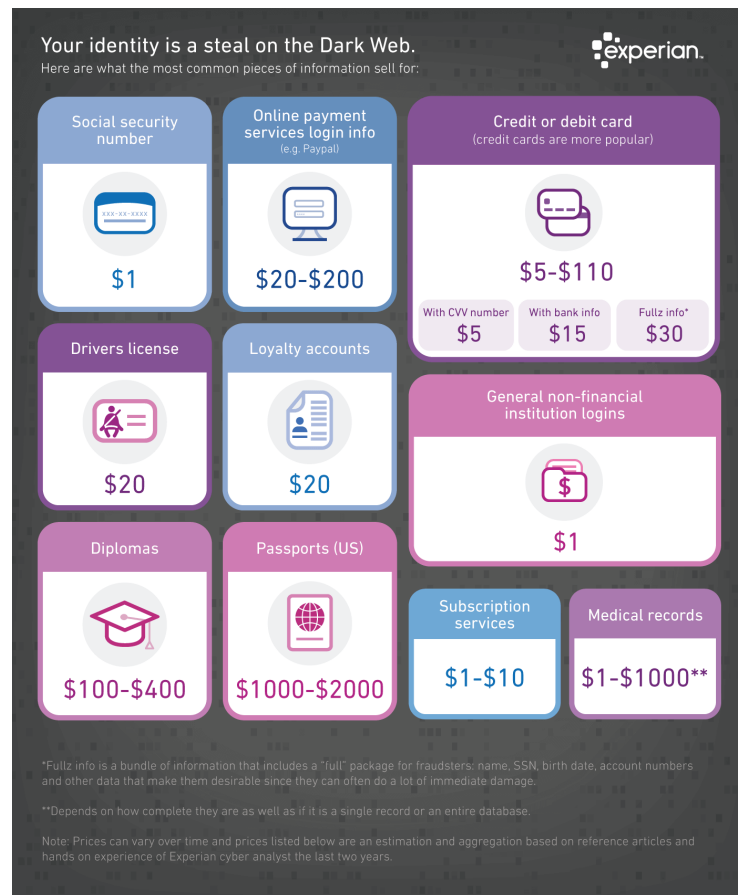 Your identity is a steal on the Dark Web.
Here are what the most common pieces of information sell for:
experian™
Social security
number
xxx-xx-xxxx
$1
Online payment
services login info
(e.g. Paypal)
$20-$200
Credit or debit card
(credit cards are more popular)
$5-$110
With CVV number
$5
With bank info
$15
Fullz info*
$30
Drivers license
$20
Loyalty accounts
$20
General non-financial
institution logins
$
$1
Diplomas
$100-$400
Passports (US)
$1000-$2000
Subscription
services
$1-$10
Medical records
$1-$1000**
*Fullz info is a bundle of information that includes a "full" package for fraudsters: name, SSN, birth date, account numbers
and other data that make them desirable since they can often do a lot of immediate damage.
**Depends on how complete they are as well as if it is a single record or an entire database.
Note: Prices can vary over time and prices listed below are an estimation and aggregation based on reference articles and
hands on experience of Experian cyber analyst the last two years.